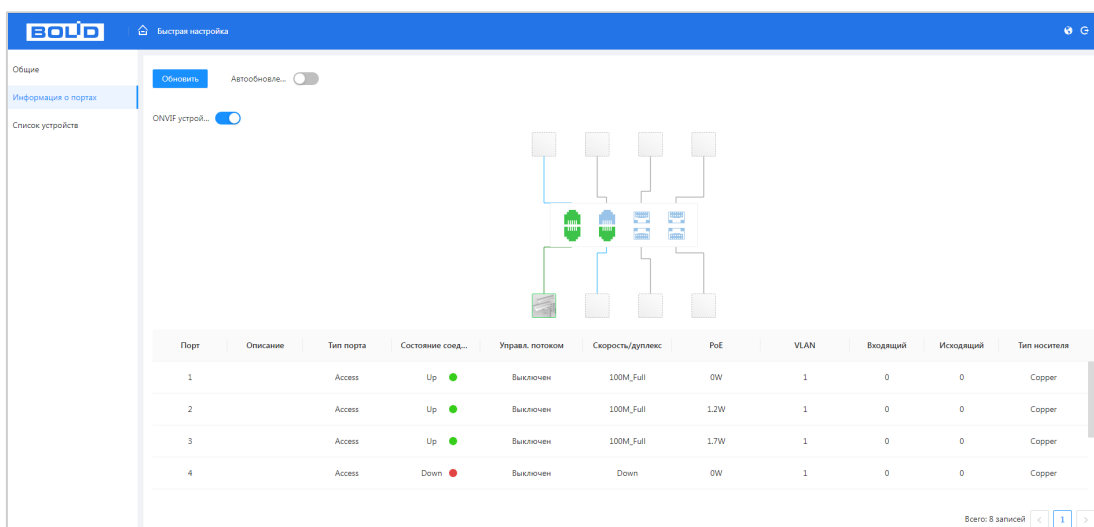 BOLID Быстрая настройка
Общие
Информация о портах
Список устройств
Обновить Автообновле...
ONVIF устрой...
Порт Описание Тип порта Состояние соед... Управл. потоком Скорость/дуплекс PoE VLAN Входящий Исходящий Тип носителя
1 Access Up Выключен 100M_Full 0W 1 0 0 Copper
2 Access Up Выключен 100M_Full 1.2W 1 0 0 Copper
3 Access Up Выключен 100M_Full 1.7W 1 0 0 Copper
4 Access Down Выключен Down 0W 1 0 0 Copper
Всего: 8 записей < 1 >